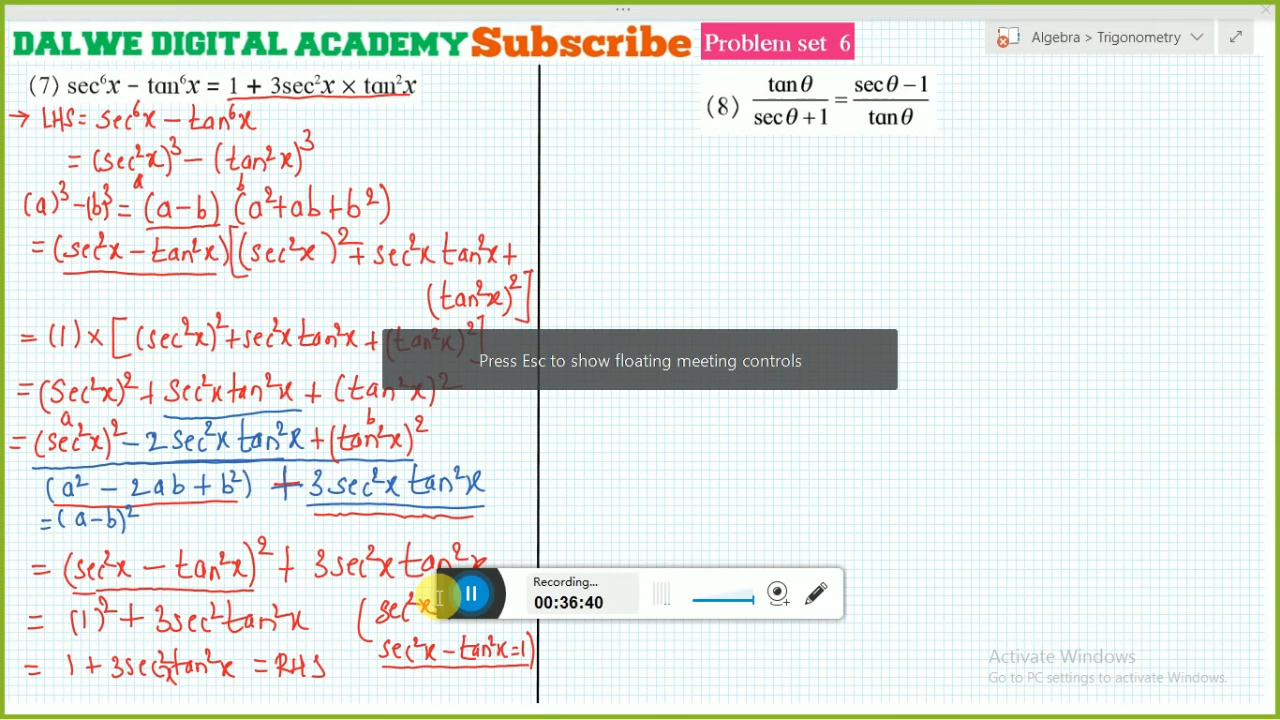 DALWE DIGITAL ACADEMY Subscribe Problem set 6
Algebra > Trigonometry
(7) sec⁶x − tan⁶x = 1 + 3sec²x × tan²x
→ LHS = sec⁶x − tan⁶x
= (sec²x)³ − (tan²x)³
a b
(a)³ − (b)³ = (a−b) (a²+ab+b²)
= (sec²x − tan²x)[(sec²x)² + sec²x tan²x +
(tan²x)²]
= (1) × [(sec²x)² + sec²x tan²x + (tan²x)²]
= (sec²x)² + sec²x tan²x + (tan²x)²
a b
= (sec²x)² − 2 sec²x tan²x + (tan²x)²
(a² − 2ab + b²) + 3 sec²x tan²x
= (a−b)²
= (sec²x − tan²x)² + 3sec²x tan²x
= (1)² + 3sec²tan²x (sec²x
sec²x − tan²x = 1)
= 1 + 3sec²x tan²x = RHS
(8) tanθ / secθ + 1 = secθ − 1 / tanθ
Press Esc to show floating meeting controls
Recording...
00:36:40
Activate Windows
Go to PC settings to activate Windows.